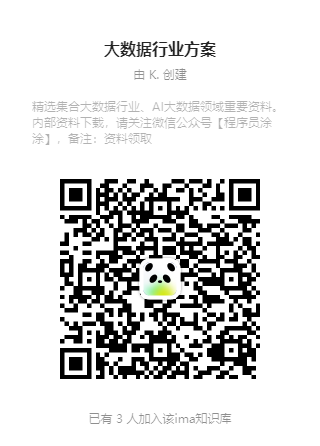 大数据行业方案
由 K. 创建
精选集合大数据行业、AI大数据领域重要资料。
内部资料下载，请关注微信公众号【程序员涂
涂】，备注：资料领取
已有 3 人加入该ima知识库